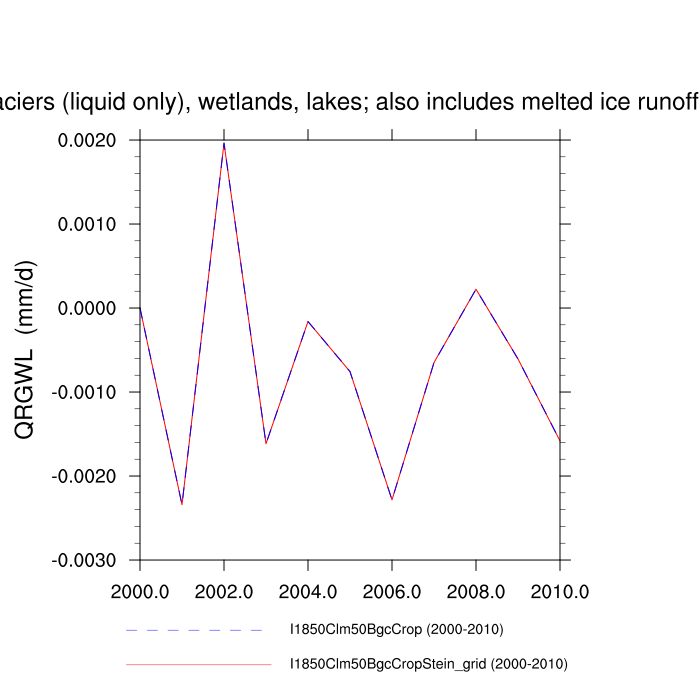 aciers (liquid only), wetlands, lakes; also includes melted ice runoff
0.0020
0.0010
0.0000
-0.0010
-0.0020
-0.0030
QRGWL (mm/d)
2000.0 2002.0 2004.0 2006.0 2008.0 2010.0
I1850Clm50BgcCrop (2000-2010)
I1850Clm50BgcCropStein_grid (2000-2010)